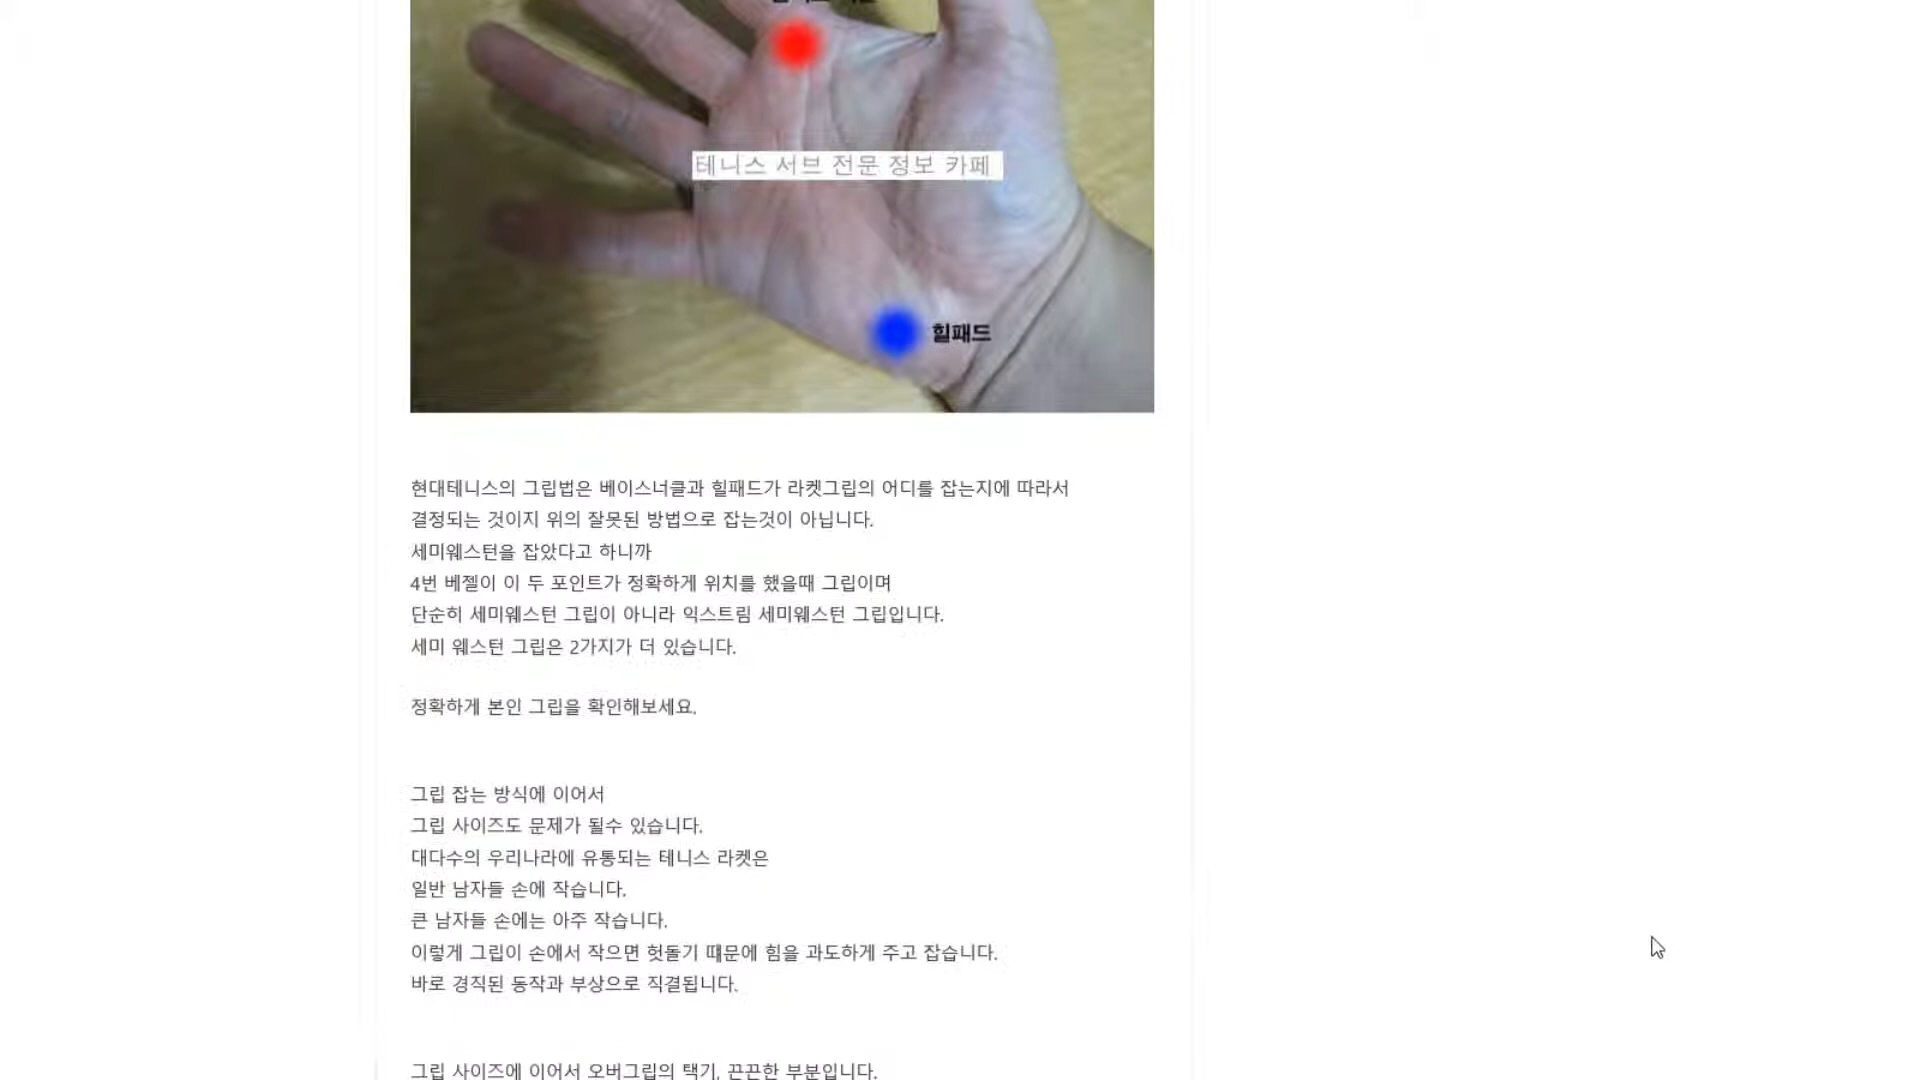 테니스 서브 전문 정보 카페
힐패드
현대테니스의 그립법은 베이스너클과 힐패드가 라켓그립의 어디를 잡는지에 따라서
결정되는 것이지 위의 잘못된 방법으로 잡는것이 아닙니다.
세미웨스턴을 잡았다고 하니까
4번 베젤이 이 두 포인트가 정확하게 위치를 했을때 그립이며
단순히 세미웨스턴 그립이 아니라 익스트림 세미웨스턴 그립입니다.
세미 웨스턴 그립은 2가지가 더 있습니다.
정확하게 본인 그립을 확인해보세요.
그립 잡는 방식에 이어서
그립 사이즈도 문제가 될수 있습니다.
대다수의 우리나라에 유통되는 테니스 라켓은
일반 남자들 손에 작습니다.
큰 남자들 손에는 아주 작습니다.
이렇게 그립이 손에서 작으면 헛돌기 떄문에 힘을 과도하게 주고 잡습니다.
바로 경직된 동작과 부상으로 직결됩니다.
그립 사이즈에 이어서 오버그립의 택기, 끈끈한 부분입니다.